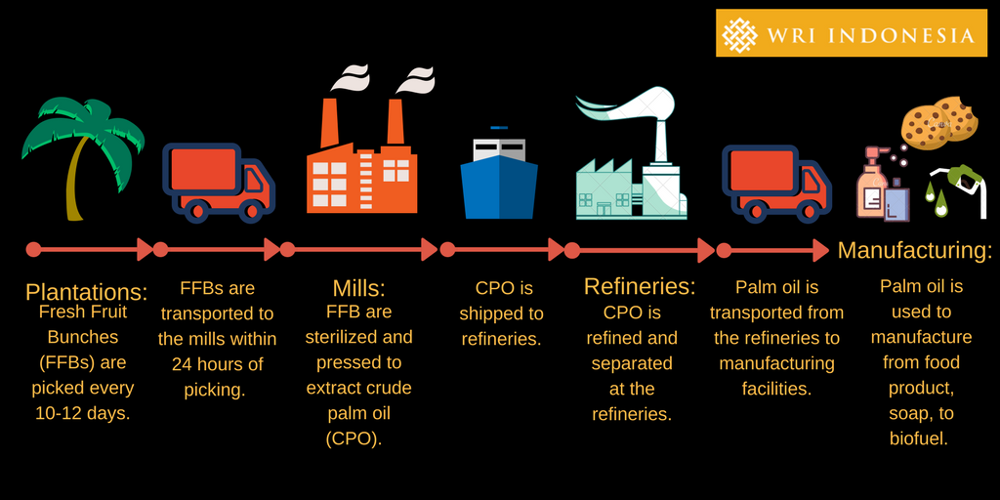 WRI INDONESIA
Plantations:
Fresh Fruit
Bunches
(FFBs) are
picked every
10-12 days.
FFBs are
transported to
the mills within
24 hours of
picking.
Mills:
FFB are
sterilized and
pressed to
extract crude
palm oil
(CPO).
CPO is
shipped to
refineries.
Refineries:
CPO is
refined and
separated
at the
refineries.
Palm oil is
transported from
the refineries to
manufacturing
facilities.
Manufacturing:
Palm oil is
used to
manufacture
from food
product,
soap, to
biofuel.